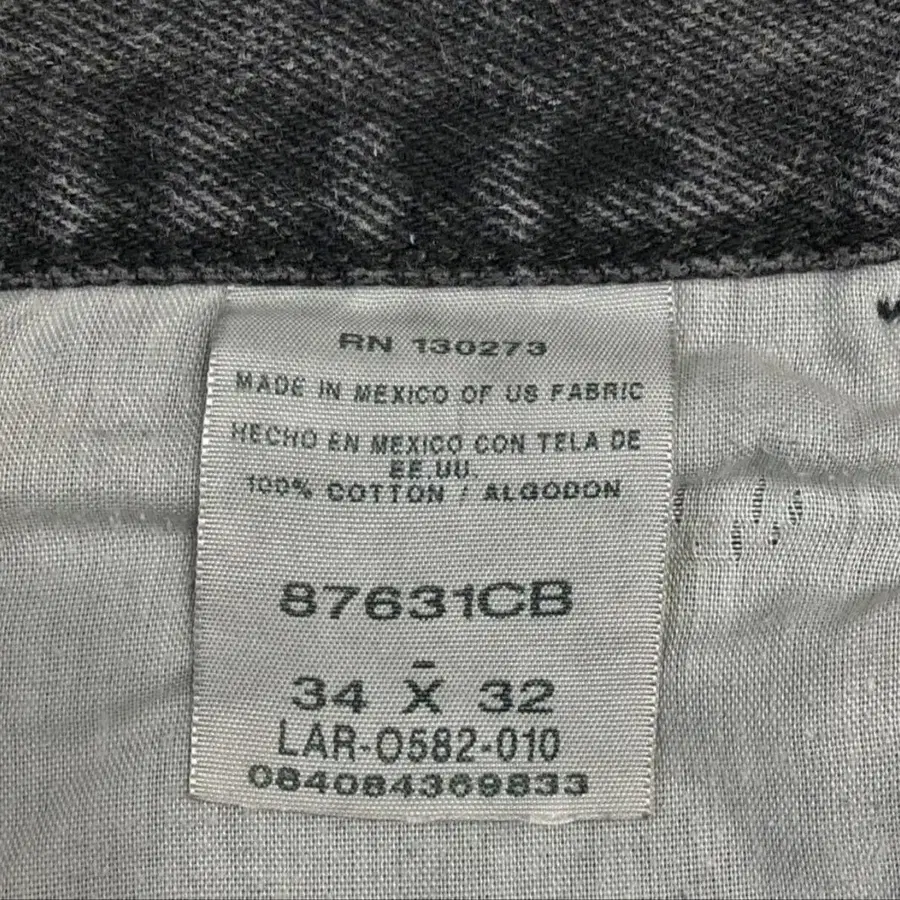 RN 130273
MADE IN MEXICO OF US FABRIC
HECHO EN MEXICO CON TELA DE
EE.UU.
100% COTTON / ALGODON
87631CB
34 X 32
LAR-0582-010
084084369833